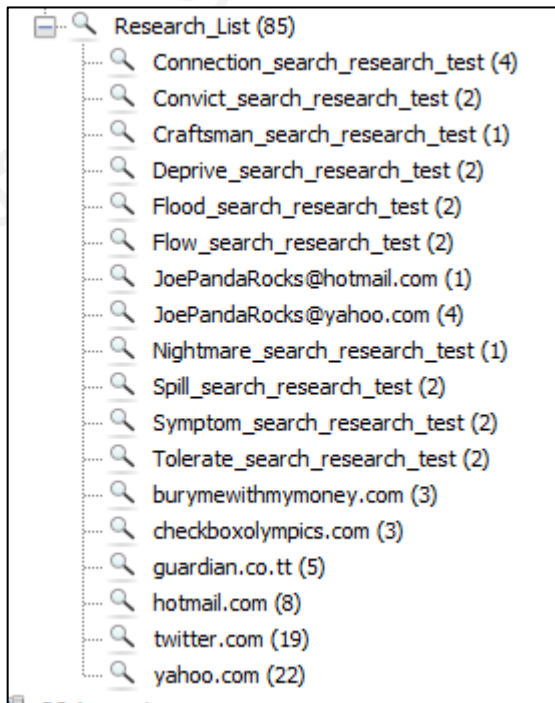 Research_List (85)
Connection_search_research_test (4)
Convict_search_research_test (2)
Craftsman_search_research_test (1)
Deprive_search_research_test (2)
Flood_search_research_test (2)
Flow_search_research_test (2)
JoePandaRocks@hotmail.com (1)
JoePandaRocks@yahoo.com (4)
Nightmare_search_research_test (1)
Spill_search_research_test (2)
Symptom_search_research_test (2)
Tolerate_search_research_test (2)
burymewithmymoney.com (3)
checkboxolympics.com (3)
guardian.co.tt (5)
hotmail.com (8)
twitter.com (19)
yahoo.com (22)